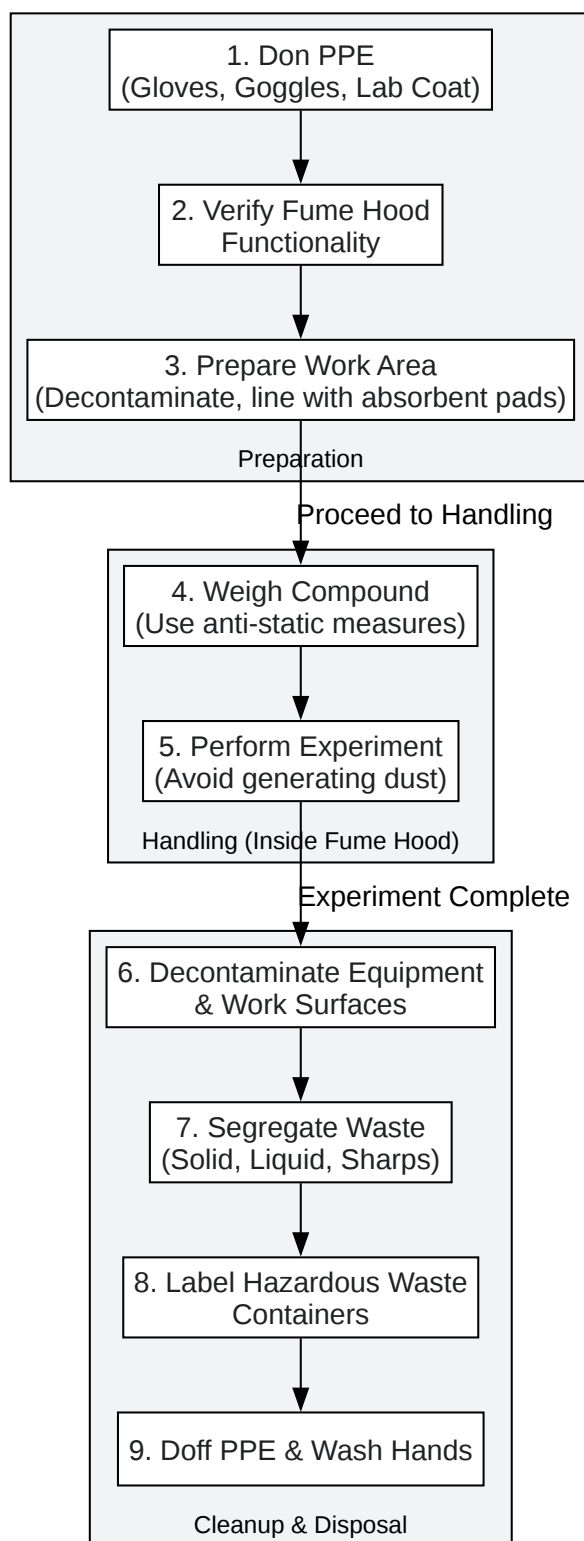 1. Don PPE
(Gloves, Goggles, Lab Coat)
2. Verify Fume Hood
Functionality
3. Prepare Work Area
(Decontaminate, line with absorbent pads)
Preparation
Proceed to Handling
4. Weigh Compound
(Use anti-static measures)
5. Perform Experiment
(Avoid generating dust)
Handling (Inside Fume Hood)
Experiment Complete
6. Decontaminate Equipment
& Work Surfaces
7. Segregate Waste
(Solid, Liquid, Sharps)
8. Label Hazardous Waste
Containers
9. Doff PPE & Wash Hands
Cleanup & Disposal